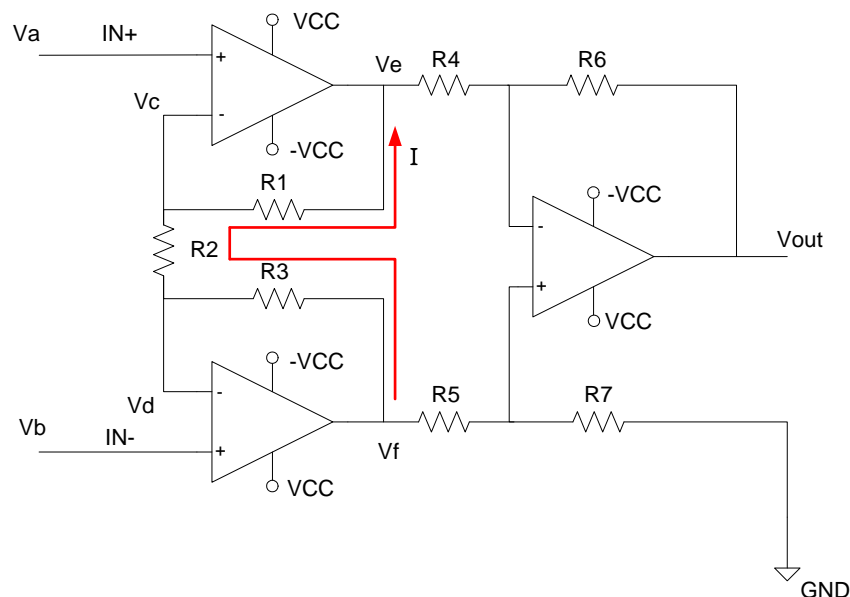 Va IN+ VCC
+
Ve R4 R6
Vc
-
-VCC
I
R1
R2
-VCC
-
Vout
R3
+
VCC
-VCC
Vd
-
R5 R7
Vb IN-
+
Vf
VCC
GND